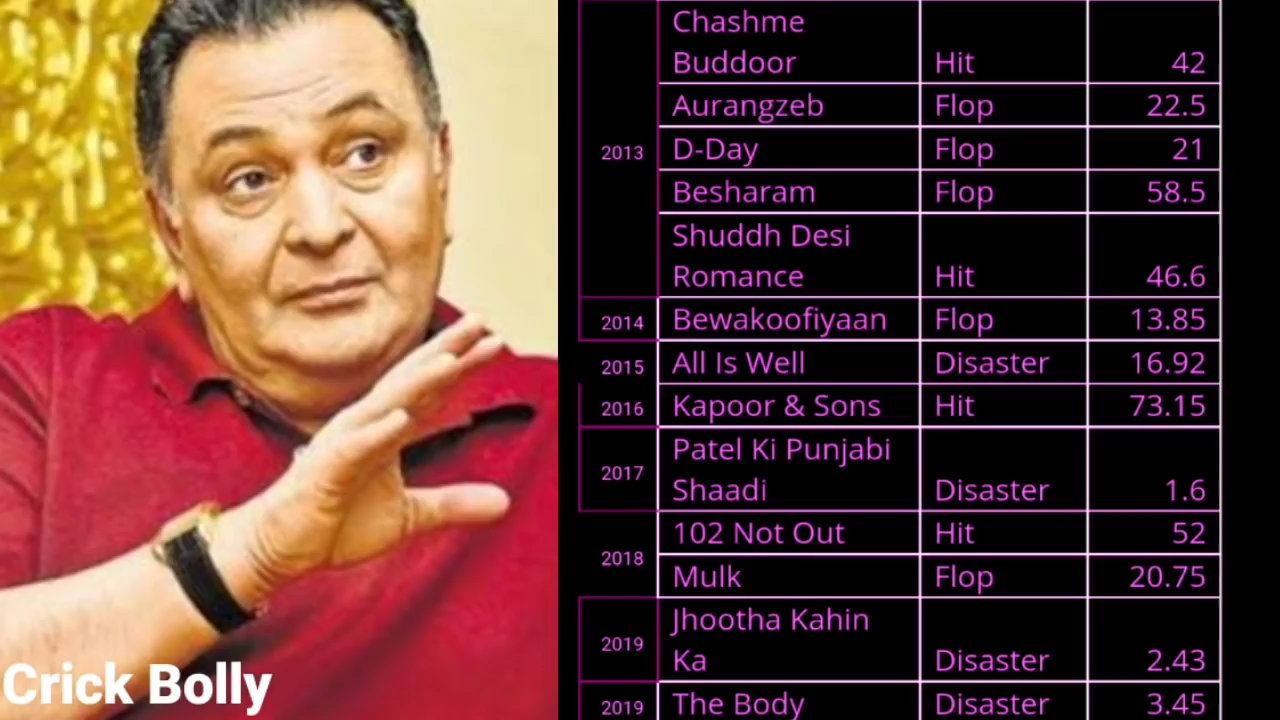 Crick Bolly
Chashme
Buddoor Hit 42
Aurangzeb Flop 22.5
2013 D-Day Flop 21
Besharam Flop 58.5
Shuddh Desi
Romance Hit 46.6
2014 Bewakoofiyaan Flop 13.85
2015 All Is Well Disaster 16.92
2016 Kapoor & Sons Hit 73.15
Patel Ki Punjabi
2017 Shaadi Disaster 1.6
102 Not Out Hit 52
2018 Mulk Flop 20.75
Jhootha Kahin
2019 Ka Disaster 2.43
2019 The Body Disaster 3.45